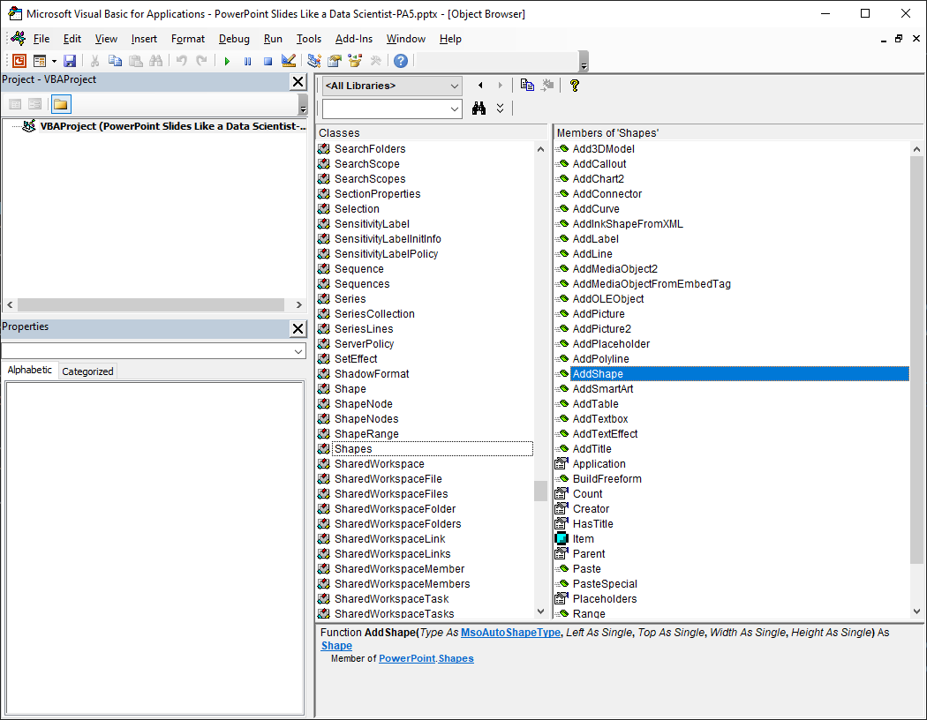 Microsoft Visual Basic for Applications - PowerPoint Slides Like a Data Scientist-PA5.pptx - [Object Browser]
File Edit View Insert Format Debug Run Tools Add-Ins Window Help
Project - VBAProject
VBAProject (PowerPoint Slides Like a Data Scientist-...
Properties
Alphabetic Categorized
<All Libraries>
Classes
SearchFolders
SearchScope
SearchScopes
SectionProperties
Selection
SensitivityLabel
SensitivityLabelInitInfo
SensitivityLabelPolicy
Sequence
Sequences
Series
SeriesCollection
SeriesLines
ServerPolicy
SetEffect
ShadowFormat
Shape
ShapeNode
ShapeNodes
ShapeRange
Shapes
SharedWorkspace
SharedWorkspaceFile
SharedWorkspaceFiles
SharedWorkspaceFolder
SharedWorkspaceFolders
SharedWorkspaceLink
SharedWorkspaceLinks
SharedWorkspaceMember
SharedWorkspaceMembers
SharedWorkspaceTask
SharedWorkspaceTasks
Members of 'Shapes'
Add3DModel
AddCallout
AddChart2
AddConnector
AddCurve
AddInkShapeFromXML
AddLabel
AddLine
AddMediaObject2
AddMediaObjectFromEmbedTag
AddOLEObject
AddPicture
AddPicture2
AddPlaceholder
AddPolyline
AddShape
AddSmartArt
AddTable
AddTextbox
AddTextEffect
AddTitle
Application
BuildFreeform
Count
Creator
HasTitle
Item
Parent
Paste
PasteSpecial
Placeholders
Range
Function AddShape(Type As MsoAutoShapeType, Left As Single, Top As Single, Width As Single, Height As Single) As
Shape
Member of PowerPoint.Shapes